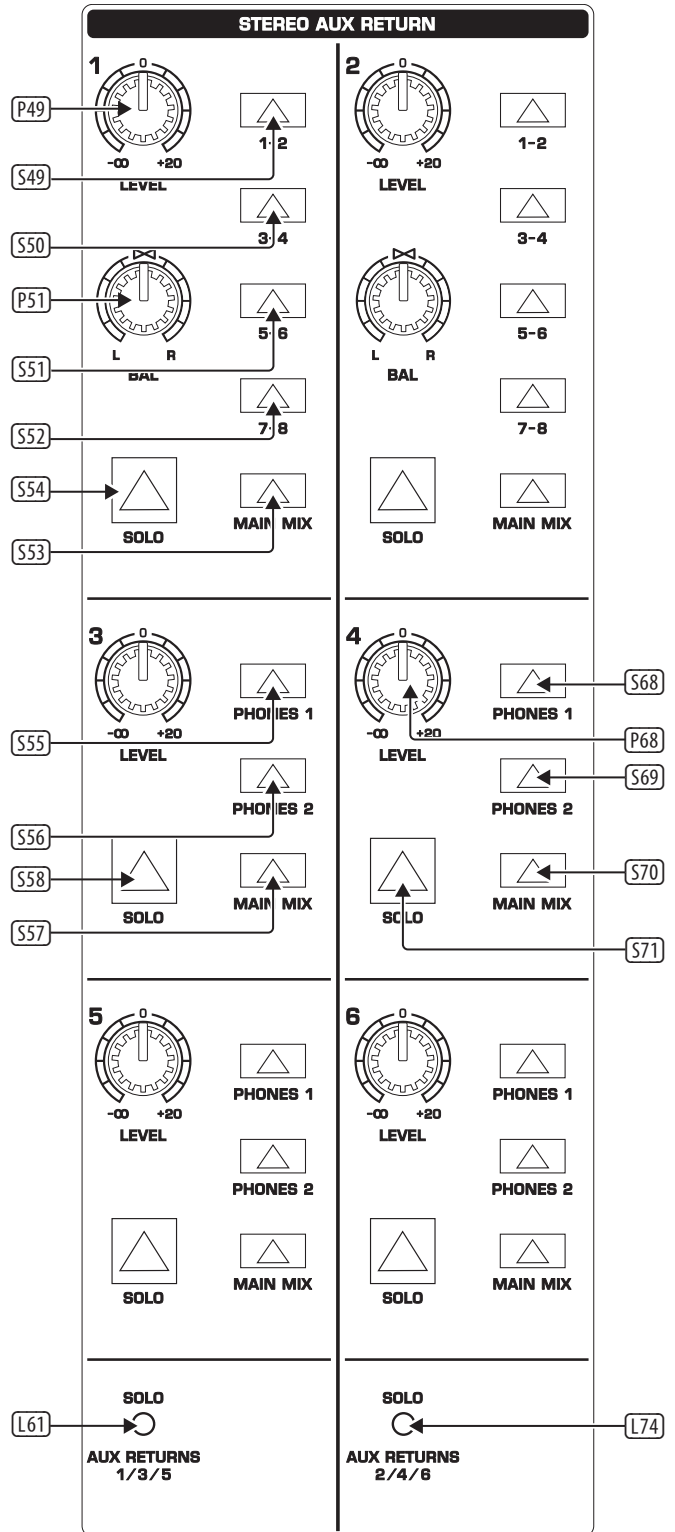 STEREO AUX RETURN
1
0
-∞ +20
LEVEL
1-2
3-4
L R
BAL
5-6
7-8
SOLO
MAIN MIX
2
0
-∞ +20
LEVEL
1-2
3-4
L R
BAL
5-6
7-8
SOLO
MAIN MIX
P49
S49
S50
P51
S51
S52
S54
S53
3
0
-∞ +20
LEVEL
PHONES 1
PHONES 2
SOLO
MAIN MIX
4
0
-∞ +20
LEVEL
PHONES 1
PHONES 2
SOLO
MAIN MIX
S55
S56
S58
S57
S68
P68
S69
S70
S71
5
0
-∞ +20
LEVEL
PHONES 1
PHONES 2
SOLO
MAIN MIX
6
0
-∞ +20
LEVEL
PHONES 1
PHONES 2
SOLO
MAIN MIX
L61
SOLO
AUX RETURNS
1/3/5
SOLO
AUX RETURNS
2/4/6
L74